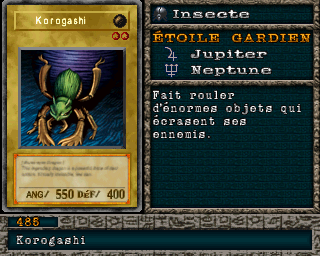 Korogashi
ANG/ 550 DÉF/ 400
Insecte
ÉTOILE GARDIEN
Jupiter
Neptune
Fait rouler
d'énormes objets qui
écrasent ses
ennemis.
485
Korogashi